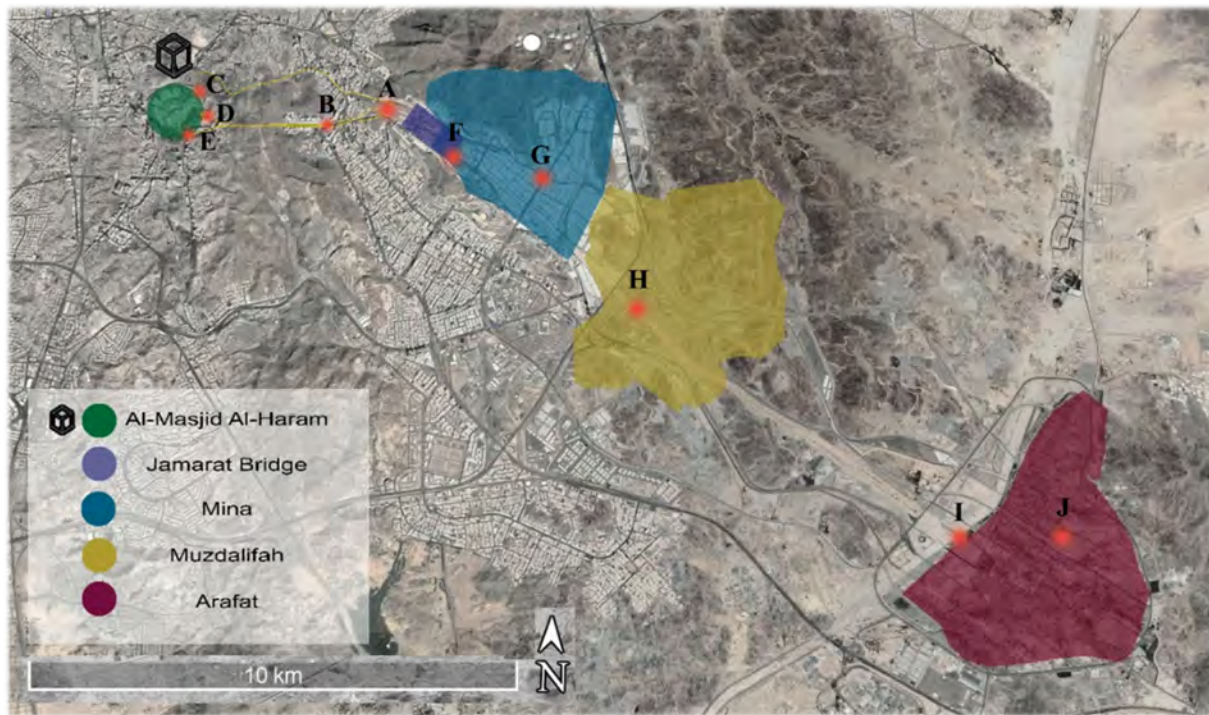 C
A
B
D
E
F
G
H
Al-Masjid Al-Haram
Jamarat Bridge
Mina
Muzdalifah
Arafat
I
J
10 km
N